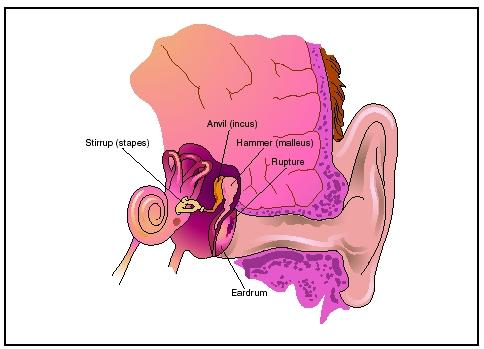 Anvil (incus)
Stirrup (stapes)
Hammer (malleus)
Rupture
Eardrum